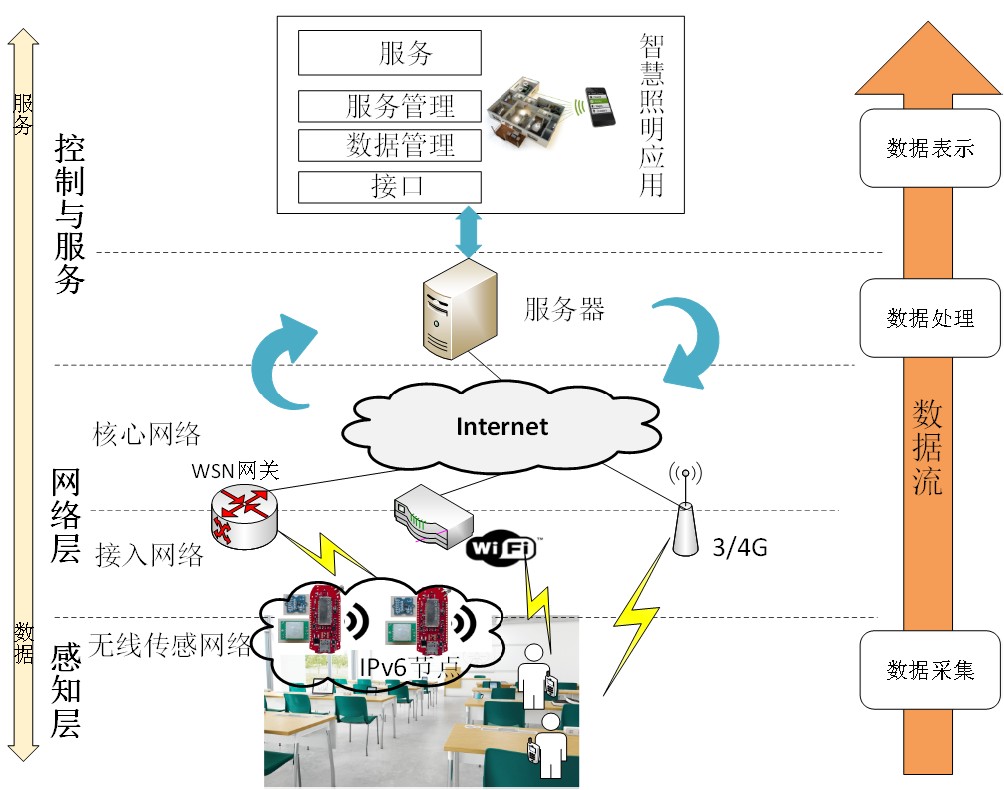 服务
服务管理
数据管理
接口
智慧照明应用
服务
控制与服务
数据表示
服务器
数据处理
Internet
核心网络
WSN网关
数据流
网络层
接入网络
WiFi
3/4G
数据
无线传感网络
感知层
IPv6节点
数据采集